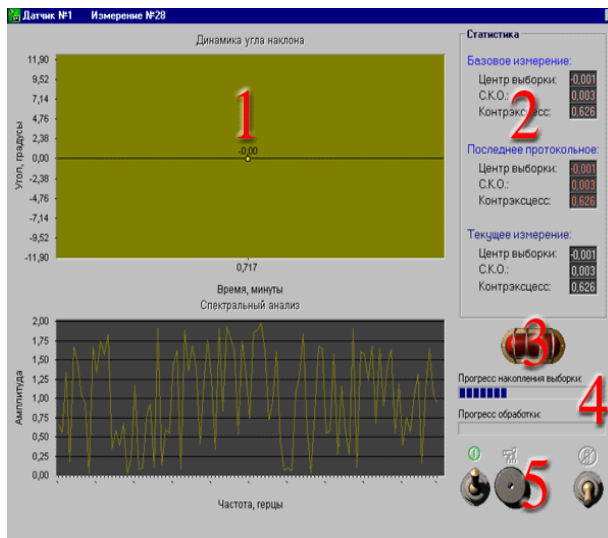 Датчик №1 Измерение №28
Динамика угла наклона
11,90
9,52
7,14
4,76
2,38
0,00
-2,38
-4,76
-7,14
-9,52
-11,90
Угол, градусы
1
-0,00
0,717
Время, минуты
Спектральный анализ
2,00
1,75
1,50
1,25
1,00
0,75
0,50
0,25
0,00
Амплитуда
Частота, герцы
Статистика
Базовое измерение:
Центр выборки: -0,001
С.К.О.: 0,003
Контрэксцесс: 0,626
2
Последнее протокольное:
Центр выборки: -0,001
С.К.О.: 0,003
Контрэксцесс: 0,626
Текущее измерение:
Центр выборки: -0,001
С.К.О.: 0,003
Контрэксцесс: 0,626
3
Прогресс накопления выборки:
4
Прогресс обработки:
5